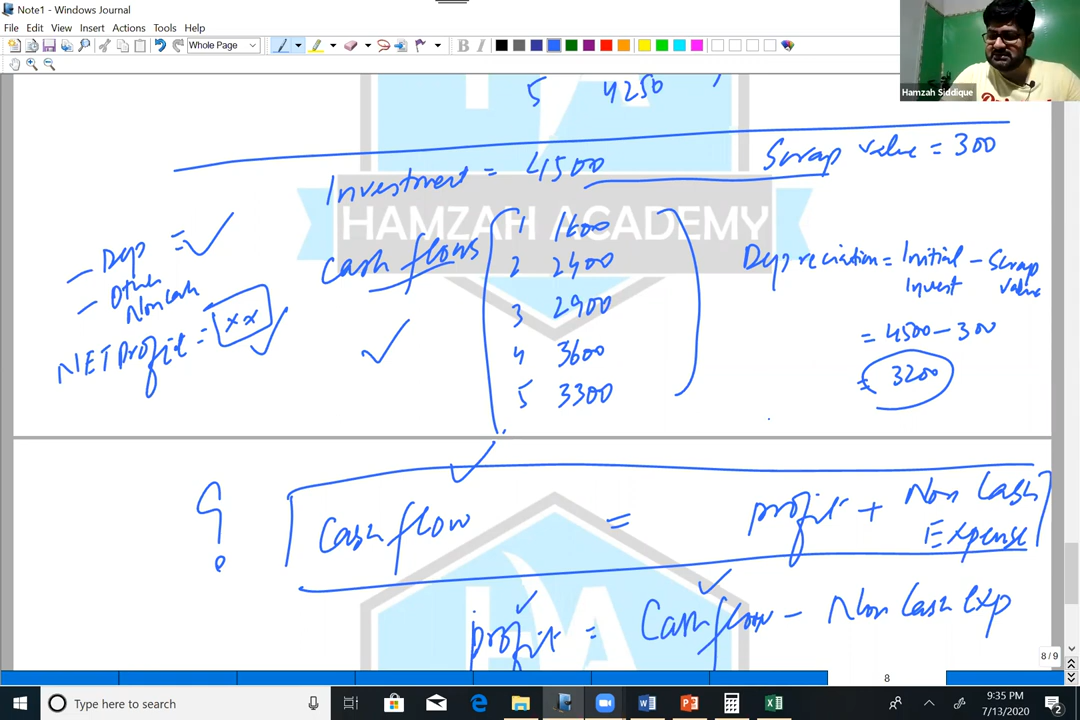 Note1 - Windows Journal
File Edit View Insert Actions Tools Help
Whole Page
B I
Hamzah Siddique
5 4250
Investment = 4500 Scrap value = 300
HAMZAH ACADEMY
Cash flows
1 1600
2 2400
3 2900
4 3600
5 3300
- Dep =
- Other
Non Cash
NET Profit = xx
Depreciation = Initial Invest - Scrap value
= 4500 - 300
= 3200
Cash flow = profit + Non Cash Expense
profit = Cash flow - Non Cash Exp
8 / 9
8
Type here to search
9:35 PM
7/13/2020
2